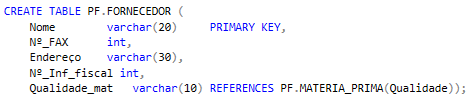 CREATE TABLE PF.FORNECEDOR (
Nome varchar(20) PRIMARY KEY,
Nº_FAX int,
Endereço varchar(30),
Nº_Inf_fiscal int,
Qualidade_mat varchar(10) REFERENCES PF.MATERIA_PRIMA(Qualidade));